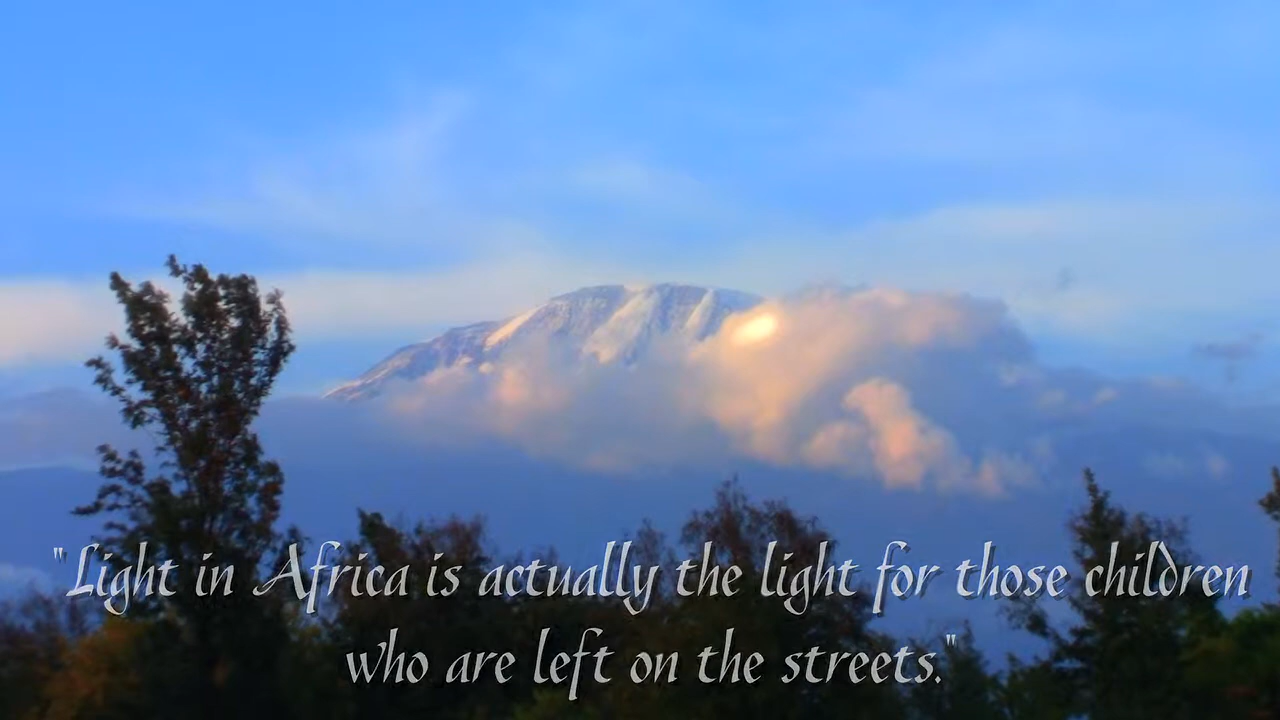 "Light in Africa is actually the light for those children
who are left on the streets."